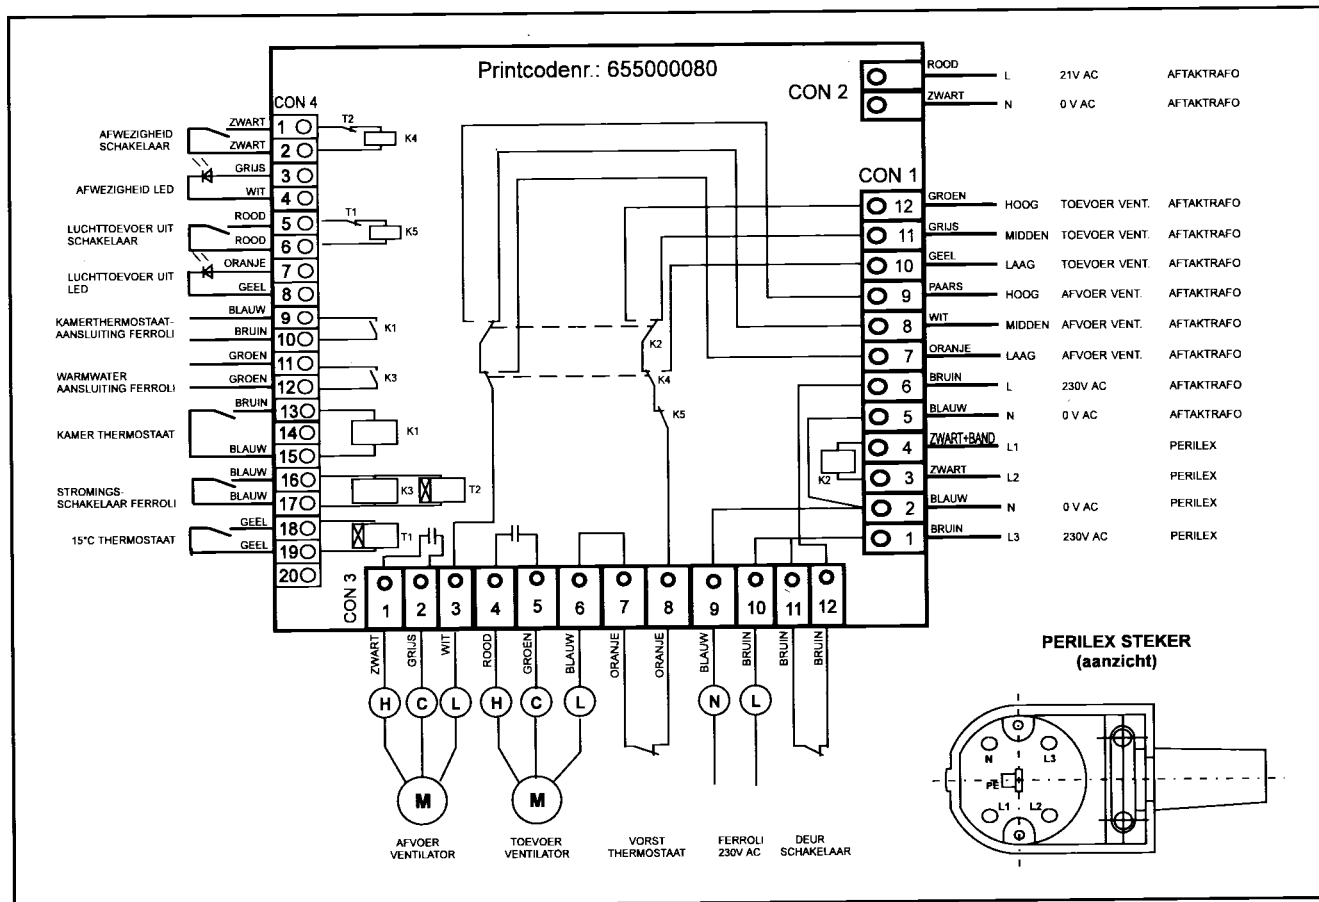 Printcodenr.: 655000080
CON 2
ROOD L 21V AC AFTAKTRAFO
ZWART N 0 V AC AFTAKTRAFO
CON 4
AFWEZIGHEID
SCHAKELAAR
ZWART 1 T2
ZWART 2 K4
AFWEZIGHEID LED
GRIJS 3
WIT 4
LUCHTTOEVOER UIT
SCHAKELAAR
ROOD 5 T1
ROOD 6 K5
LUCHTTOEVOER UIT
LED
ORANJE 7
GEEL 8
KAMERTHERMOSTAAT-
AANSLUITING FERROLI
BLAUW 9
BRUIN 10 K1
WARMWATER
AANSLUITING FERROLI
GROEN 11
GROEN 12 K3
KAMER THERMOSTAAT
BRUIN 13
14 K1
BLAUW 15
STROMINGS-
SCHAKELAAR FERROLI
BLAUW 16
BLAUW 17 K3 T2
15°C THERMOSTAAT
GEEL 18
GEEL 19 T1
20
K2
K4
K5
CON 1
12 GROEN HOOG TOEVOER VENT. AFTAKTRAFO
11 GRIJS MIDDEN TOEVOER VENT. AFTAKTRAFO
10 GEEL LAAG TOEVOER VENT. AFTAKTRAFO
9 PAARS HOOG AFVOER VENT. AFTAKTRAFO
8 WIT MIDDEN AFVOER VENT. AFTAKTRAFO
7 ORANJE LAAG AFVOER VENT. AFTAKTRAFO
6 BRUIN L 230V AC AFTAKTRAFO
5 BLAUW N 0 V AC AFTAKTRAFO
4 ZWART+BAND L1 PERILEX
K2
3 ZWART L2 PERILEX
2 BLAUW N 0 V AC PERILEX
1 BRUIN L3 230V AC PERILEX
CON 3
1 2 3 4 5 6 7 8 9 10 11 12
ZWART GRIJS WIT ROOD GROEN BLAUW ORANJE ORANJE BLAUW BRUIN BRUIN BRUIN
H C L H C L N L
M M
AFVOER
VENTILATOR
TOEVOER
VENTILATOR
VORST
THERMOSTAAT
FERROLI
230V AC
DEUR
SCHAKELAAR
PERILEX STEKER
(aanzicht)
N L3
PE
L1 L2